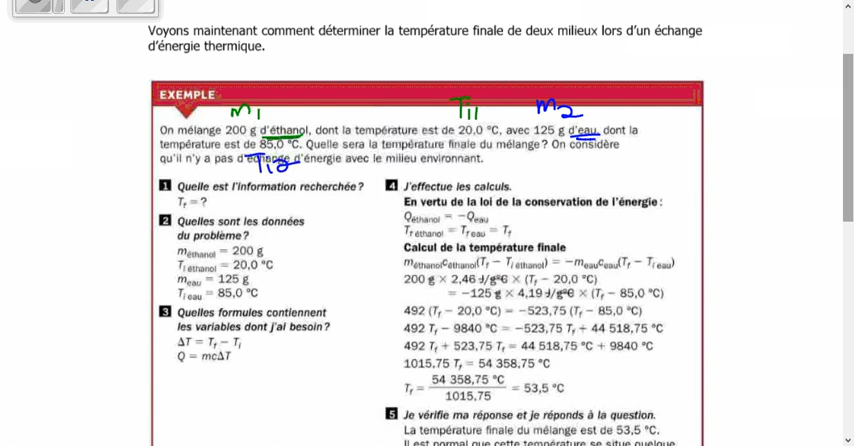 Voyons maintenant comment déterminer la température finale de deux milieux lors d'un échange
d'énergie thermique.
EXEMPLE
m1 Ti1 m2
On mélange 200 g d'éthanol, dont la température est de 20,0 °C, avec 125 g d'eau, dont la
température est de 85,0 °C. Quelle sera la température finale du mélange? On considère
qu'il n'y a pas d'échange d'énergie avec le milieu environnant.
Ti2
1 Quelle est l'information recherchée?
Tf = ?
2 Quelles sont les données
du problème?
méthanol = 200 g
Ti éthanol = 20,0 °C
meau = 125 g
Ti eau = 85,0 °C
3 Quelles formules contiennent
les variables dont j'ai besoin?
ΔT = Tf – Ti
Q = mcΔT
4 J'effectue les calculs.
En vertu de la loi de la conservation de l'énergie :
Qéthanol = –Qeau
Tf éthanol = Tf eau = Tf
Calcul de la température finale
méthanolcéthanol(Tf – Ti éthanol) = –meauceau(Tf – Ti eau)
200 g × 2,46 J/g°C × (Tf – 20,0 °C)
= –125 g × 4,19 J/g°C × (Tf – 85,0 °C)
492 (Tf – 20,0 °C) = –523,75 (Tf – 85,0 °C)
492 Tf – 9840 °C = –523,75 Tf + 44 518,75 °C
492 Tf + 523,75 Tf = 44 518,75 °C + 9840 °C
1015,75 Tf = 54 358,75 °C
Tf = 54 358,75 °C / 1015,75 = 53,5 °C
5 Je vérifie ma réponse et je réponds à la question.
La température finale du mélange est de 53,5 °C.
Il est normal que cette température se situe quelque